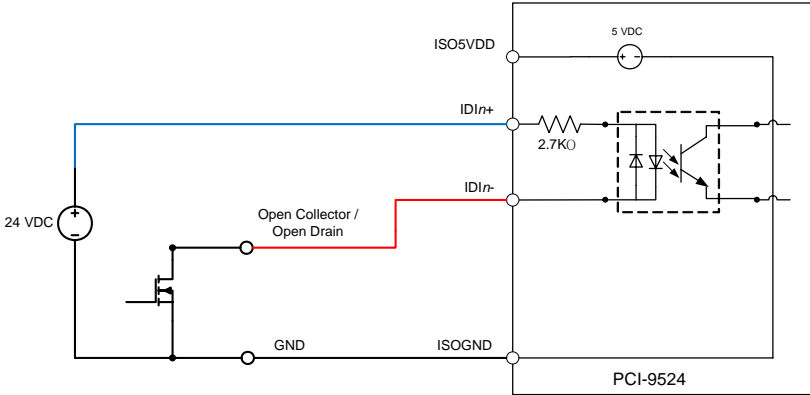 5 VDC
ISO5VDD
IDIn+
2.7KΩ
IDIn-
Open Collector /
Open Drain
24 VDC
GND
ISOGND
PCI-9524